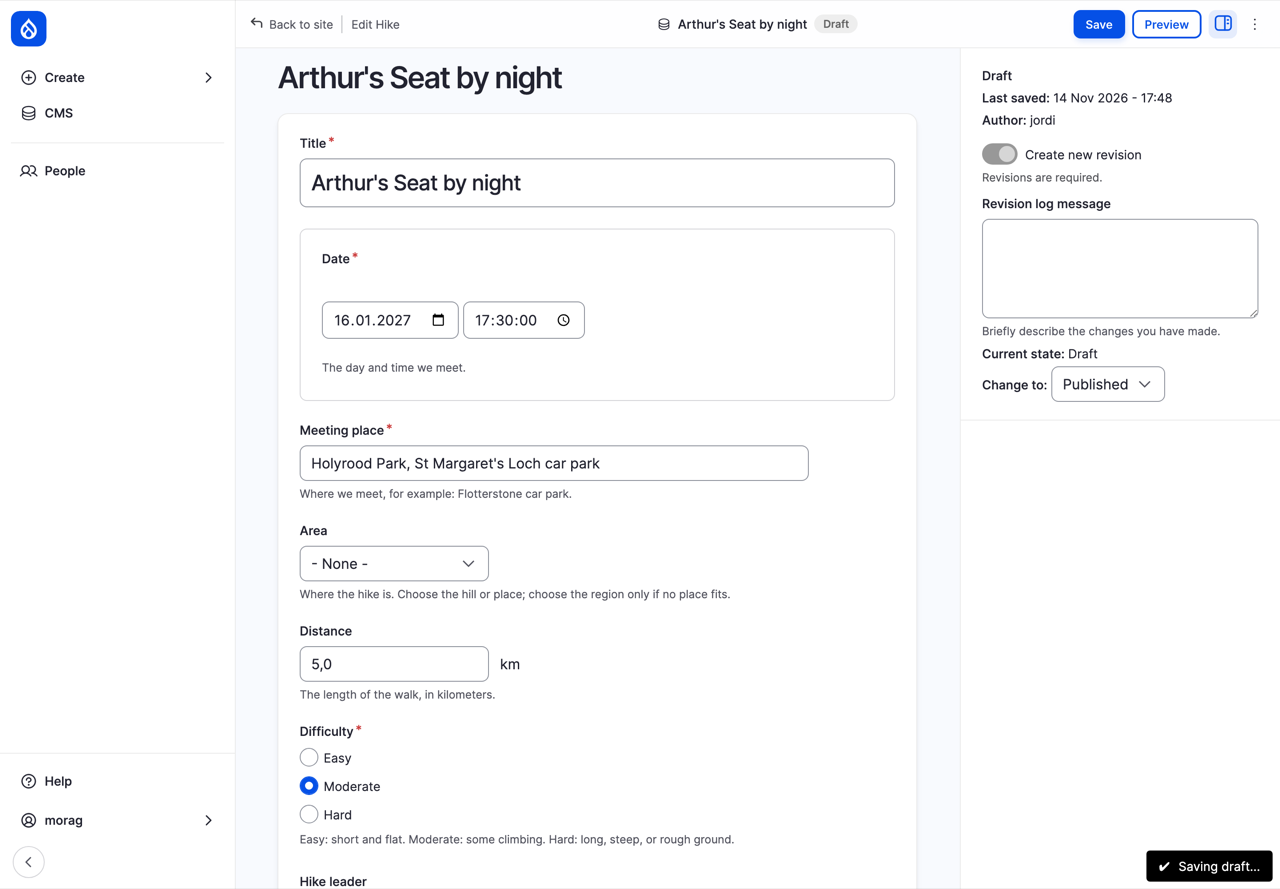 Back to site
Edit Hike
Arthur's Seat by night
Draft
Save
Preview
Create
CMS
People
Help
morag
Arthur's Seat by night
Title*
Arthur's Seat by night
Date*
16.01.2027
17:30:00
The day and time we meet.
Meeting place*
Holyrood Park, St Margaret's Loch car park
Where we meet, for example: Flotterstone car park.
Area
- None -
Where the hike is. Choose the hill or place; choose the region only if no place fits.
Distance
5,0 km
The length of the walk, in kilometers.
Difficulty*
Easy
Moderate
Hard
Easy: short and flat. Moderate: some climbing. Hard: long, steep, or rough ground.
Hike leader
Draft
Last saved: 14 Nov 2026 - 17:48
Author: jordi
Create new revision
Revisions are required.
Revision log message
Briefly describe the changes you have made.
Current state: Draft
Change to: Published
Saving draft...